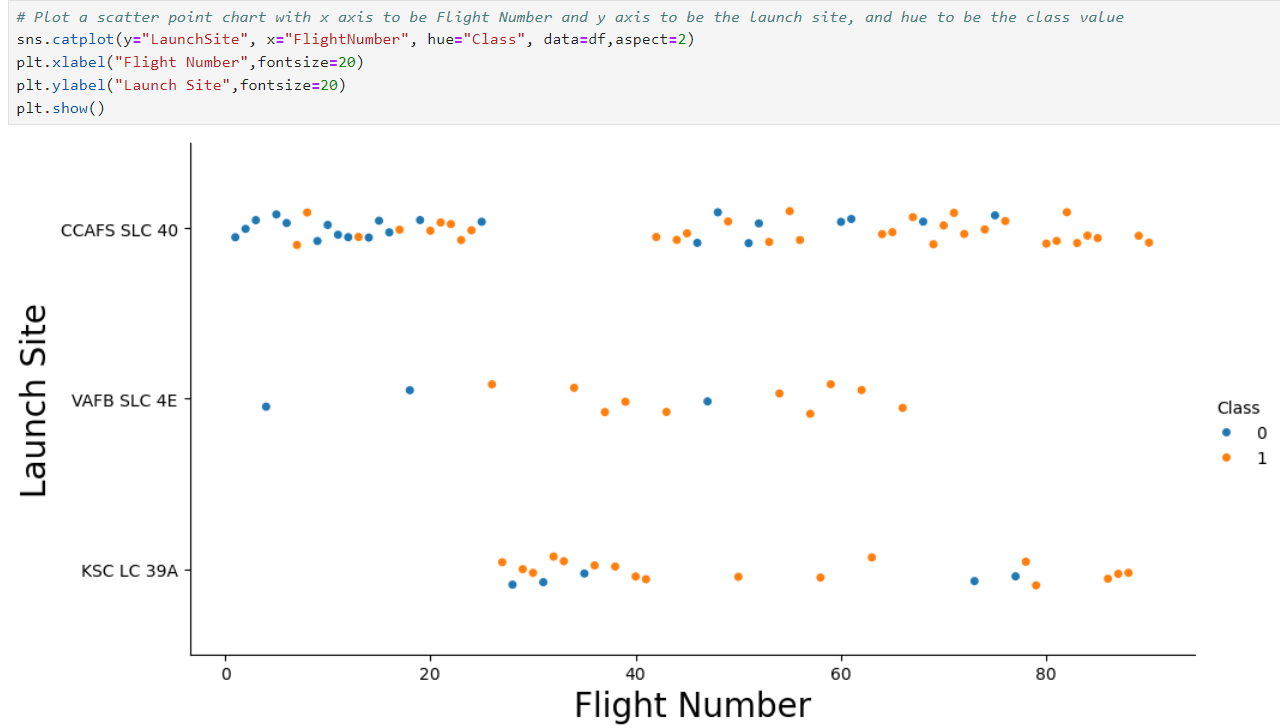 # Plot a scatter point chart with x axis to be Flight Number and y axis to be the launch site, and hue to be the class value
sns.catplot(y="LaunchSite", x="FlightNumber", hue="Class", data=df,aspect=2)
plt.xlabel("Flight Number",fontsize=20)
plt.ylabel("Launch Site",fontsize=20)
plt.show()
Launch Site
CCAFS SLC 40
VAFB SLC 4E
KSC LC 39A
Class
0
1
0 20 40 60 80
Flight Number